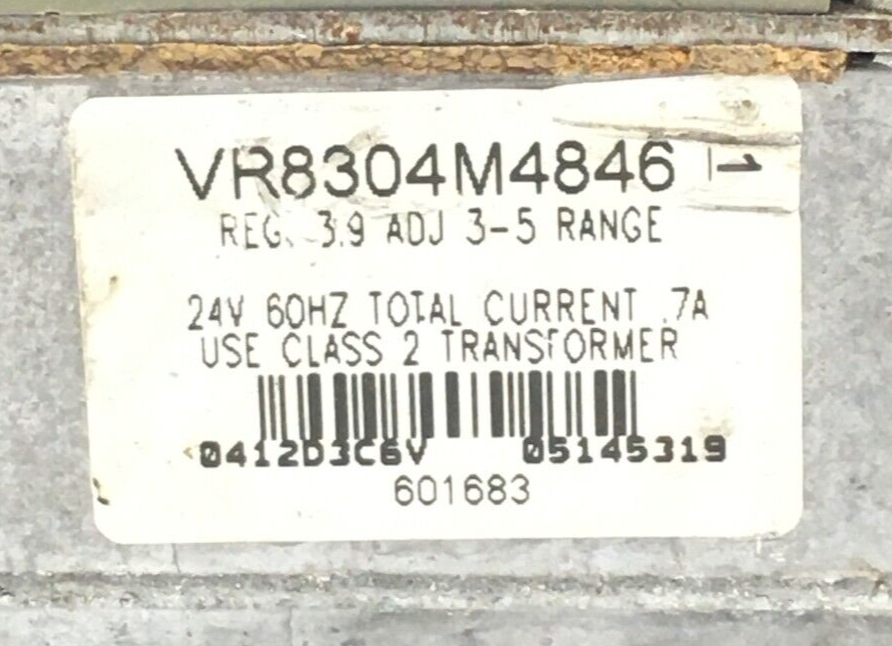 VR8304M4846 1
REG. 3.9 ADJ 3-5 RANGE
24V 60HZ TOTAL CURRENT .7A
USE CLASS 2 TRANSFORMER
0412D3C6V 05145319
601683